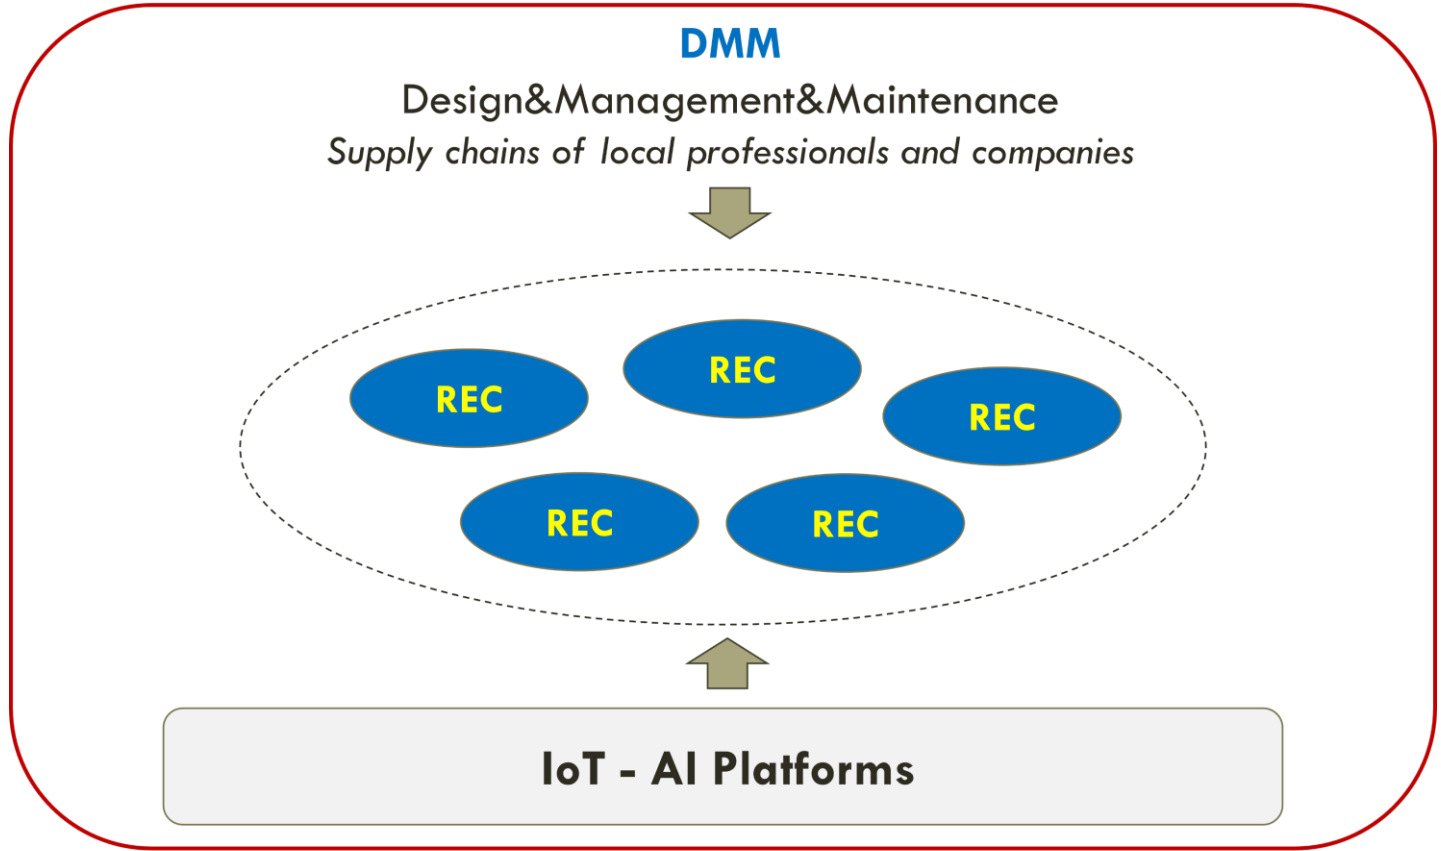 DMM
Design&Management&Maintenance
Supply chains of local professionals and companies
REC
REC
REC
REC
REC
IoT - AI Platforms